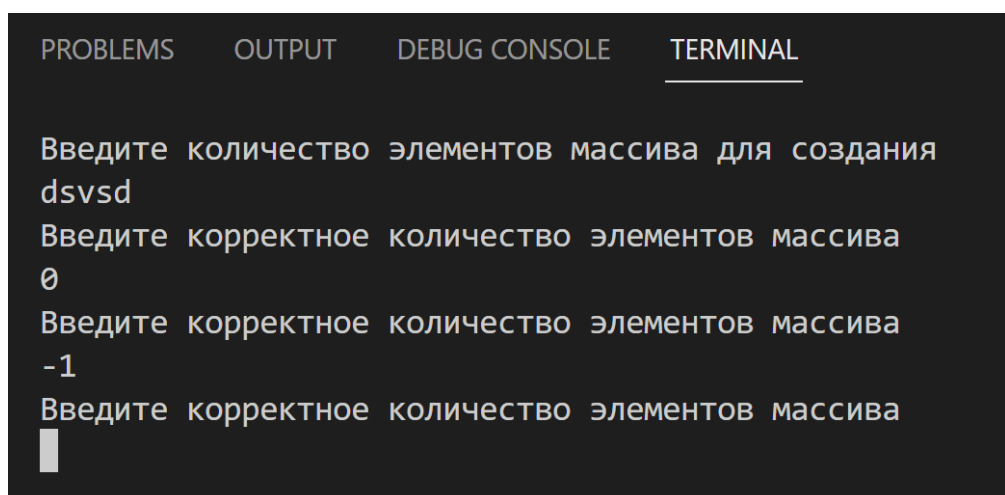 PROBLEMS OUTPUT DEBUG CONSOLE TERMINAL
Введите количество элементов массива для создания
dsvsd
Введите корректное количество элементов массива
0
Введите корректное количество элементов массива
-1
Введите корректное количество элементов массива